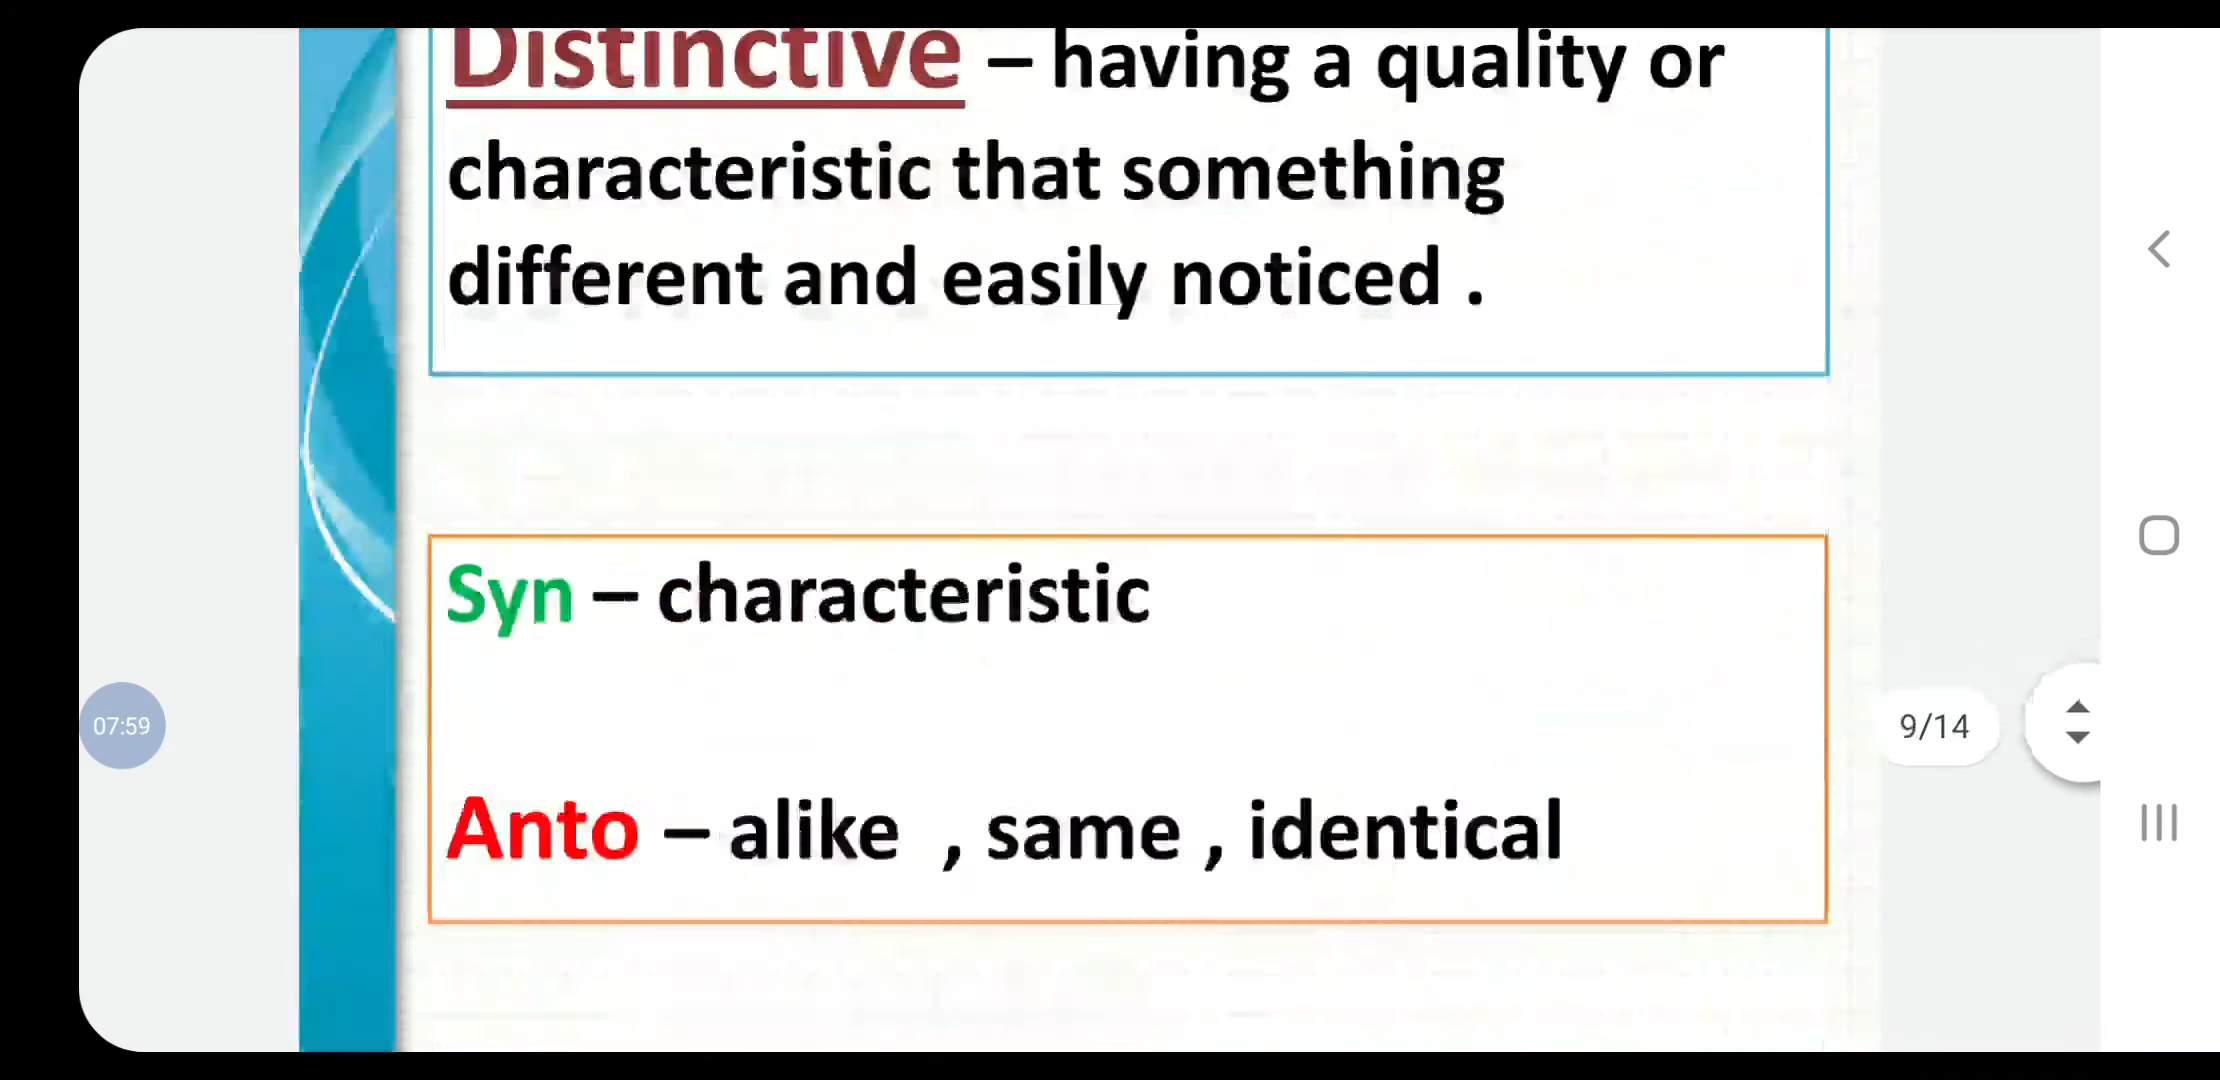 Distinctive – having a quality or
characteristic that something
different and easily noticed .
Syn – characteristic
Anto – alike , same , identical
07:59
9/14